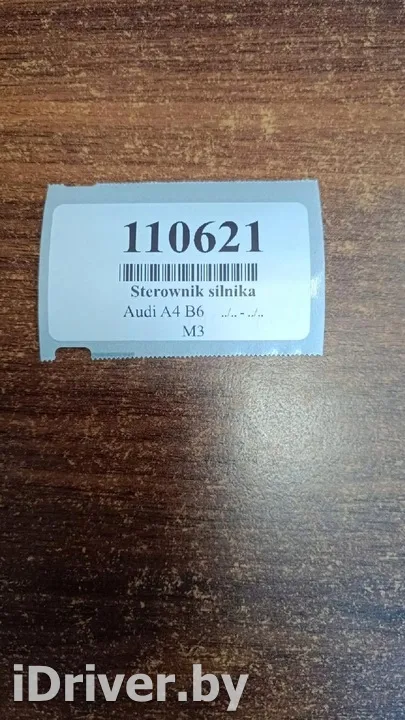 110621
Sterownik silnika
Audi A4 B6 ../.. - ../..
M3
iDriver.by